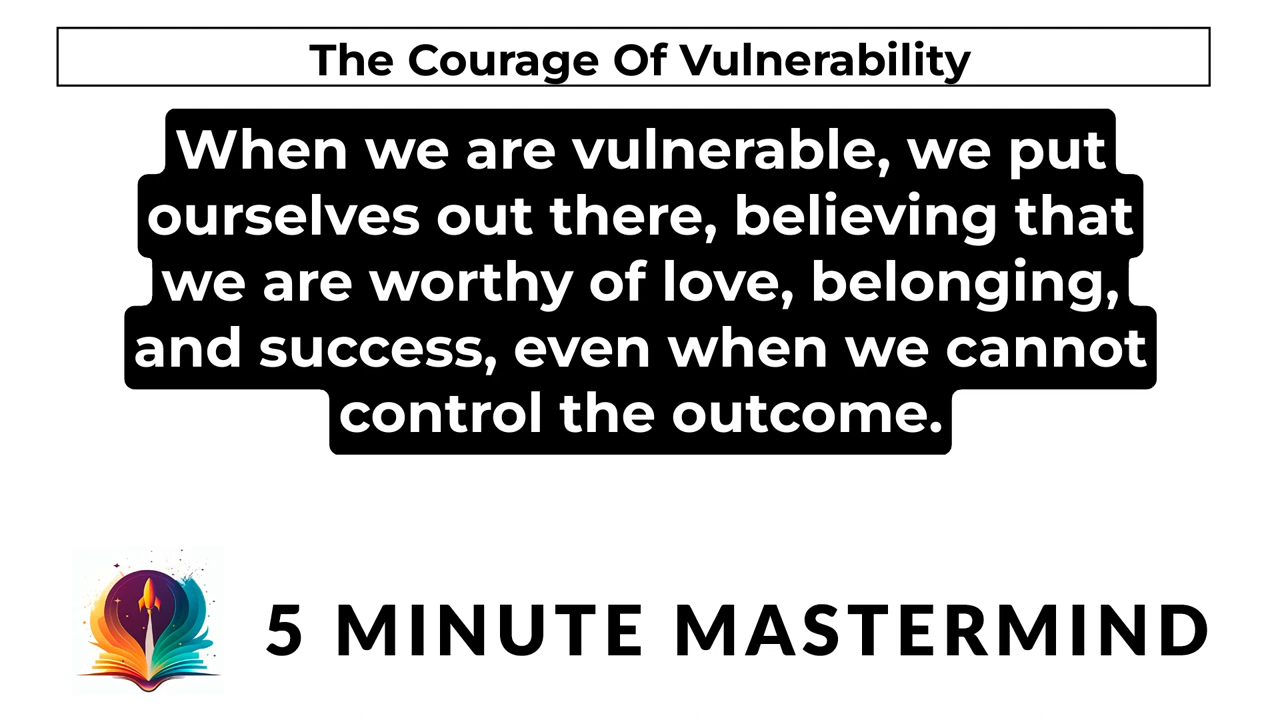 The Courage Of Vulnerability
When we are vulnerable, we put
ourselves out there, believing that
we are worthy of love, belonging,
and success, even when we cannot
control the outcome.
5 MINUTE MASTERMIND